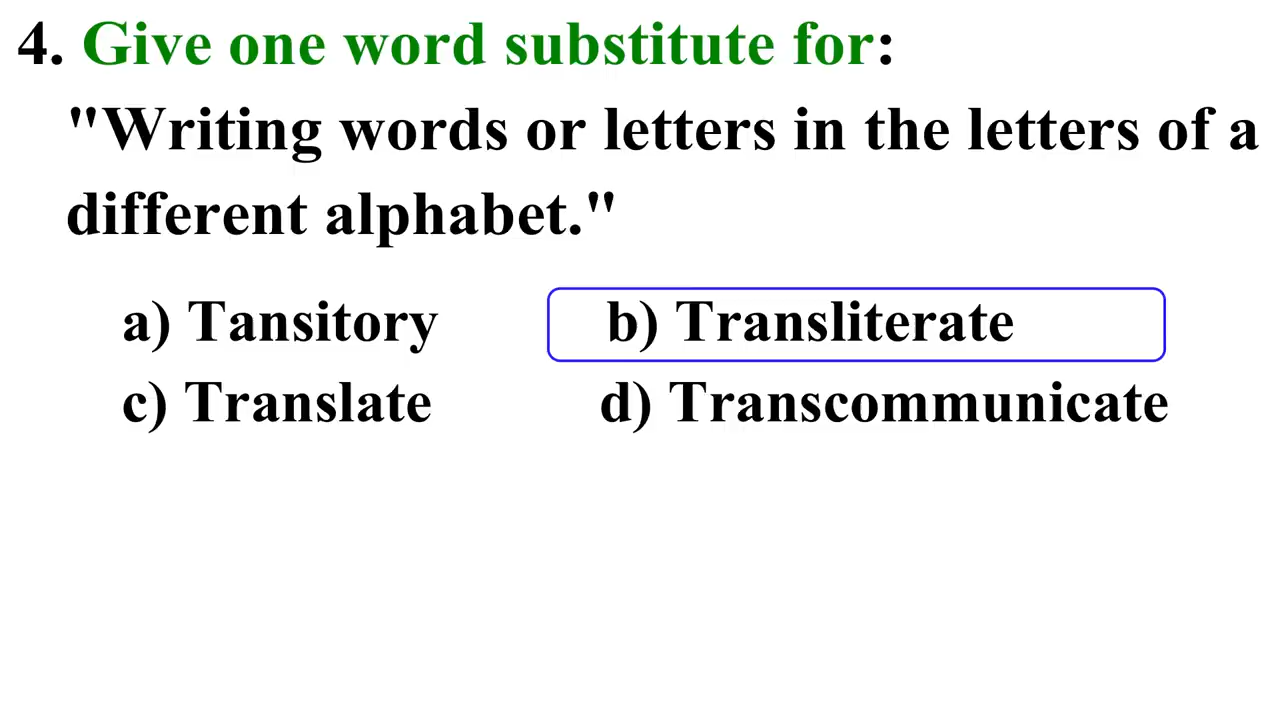 4. Give one word substitute for:
"Writing words or letters in the letters of a
different alphabet."
a) Tansitory b) Transliterate
c) Translate d) Transcommunicate